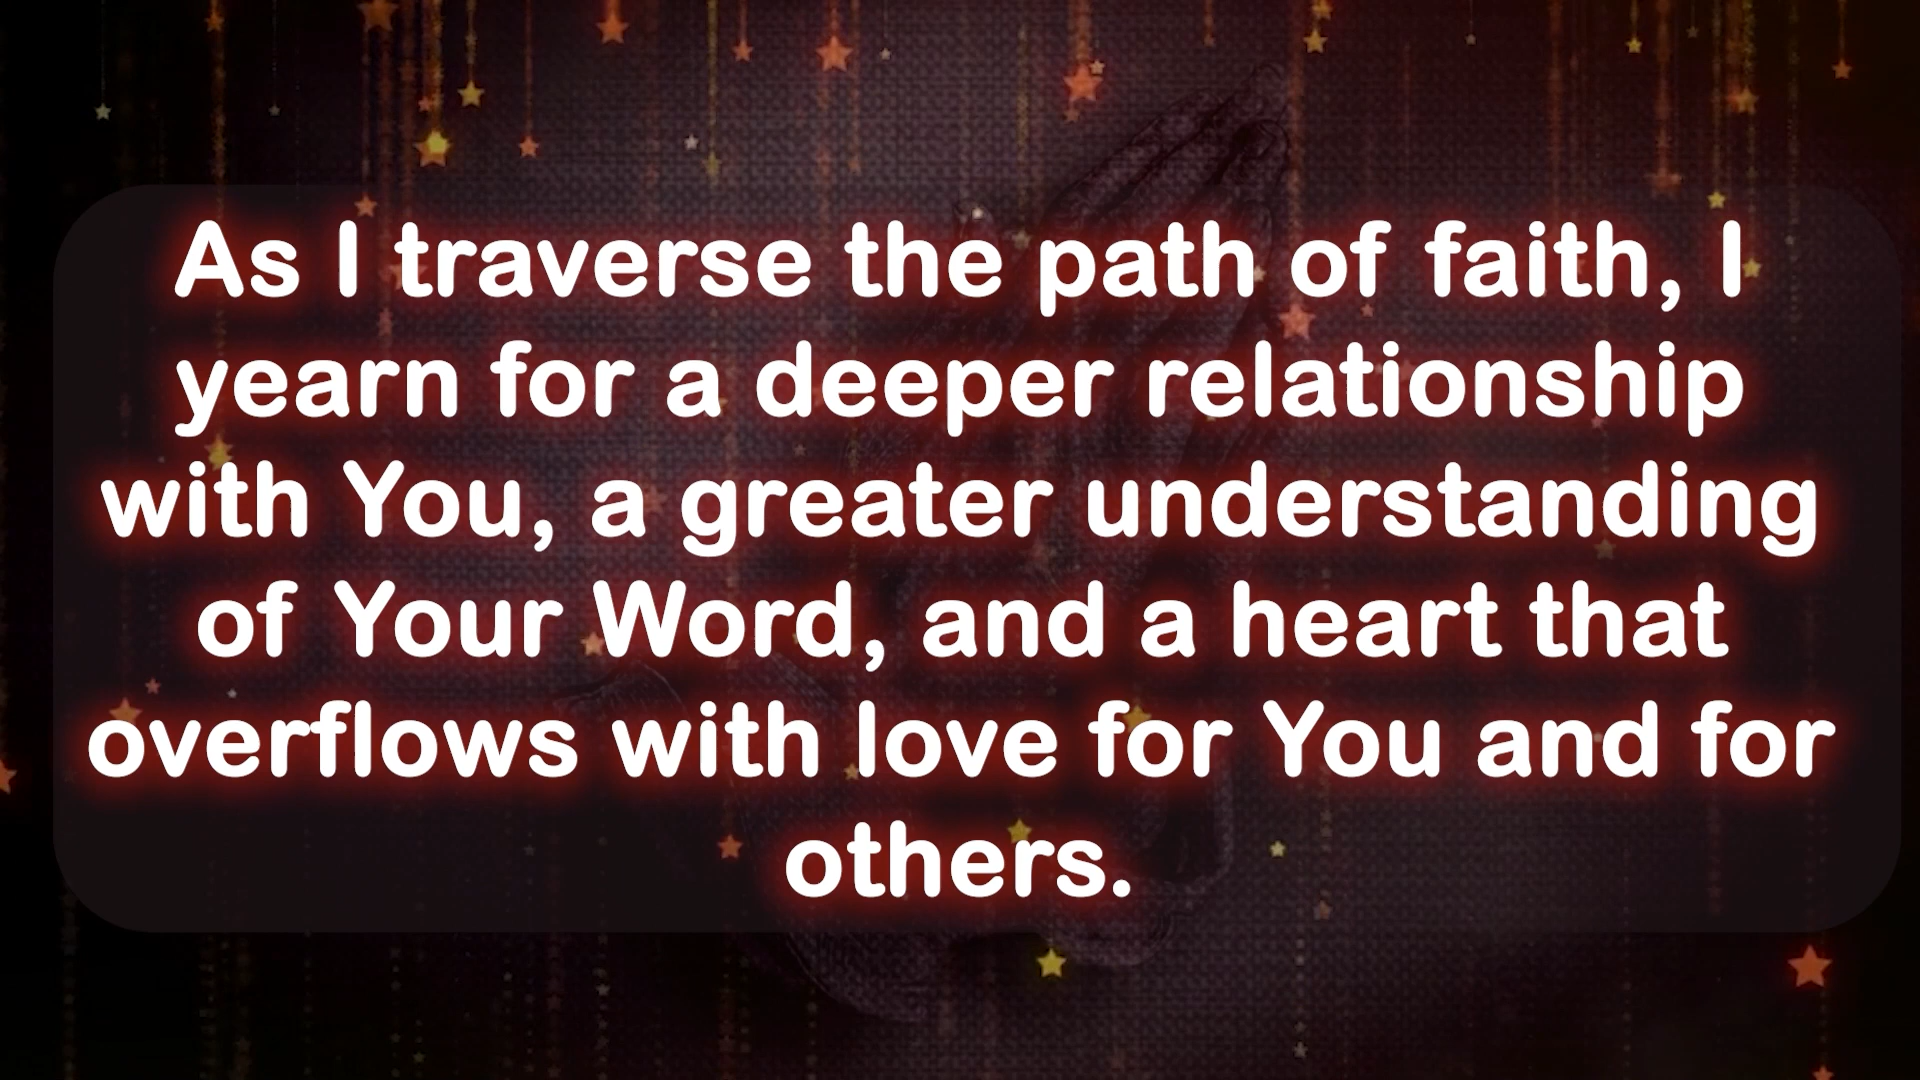 As I traverse the path of faith, I
yearn for a deeper relationship
with You, a greater understanding
of Your Word, and a heart that
overflows with love for You and for
others.